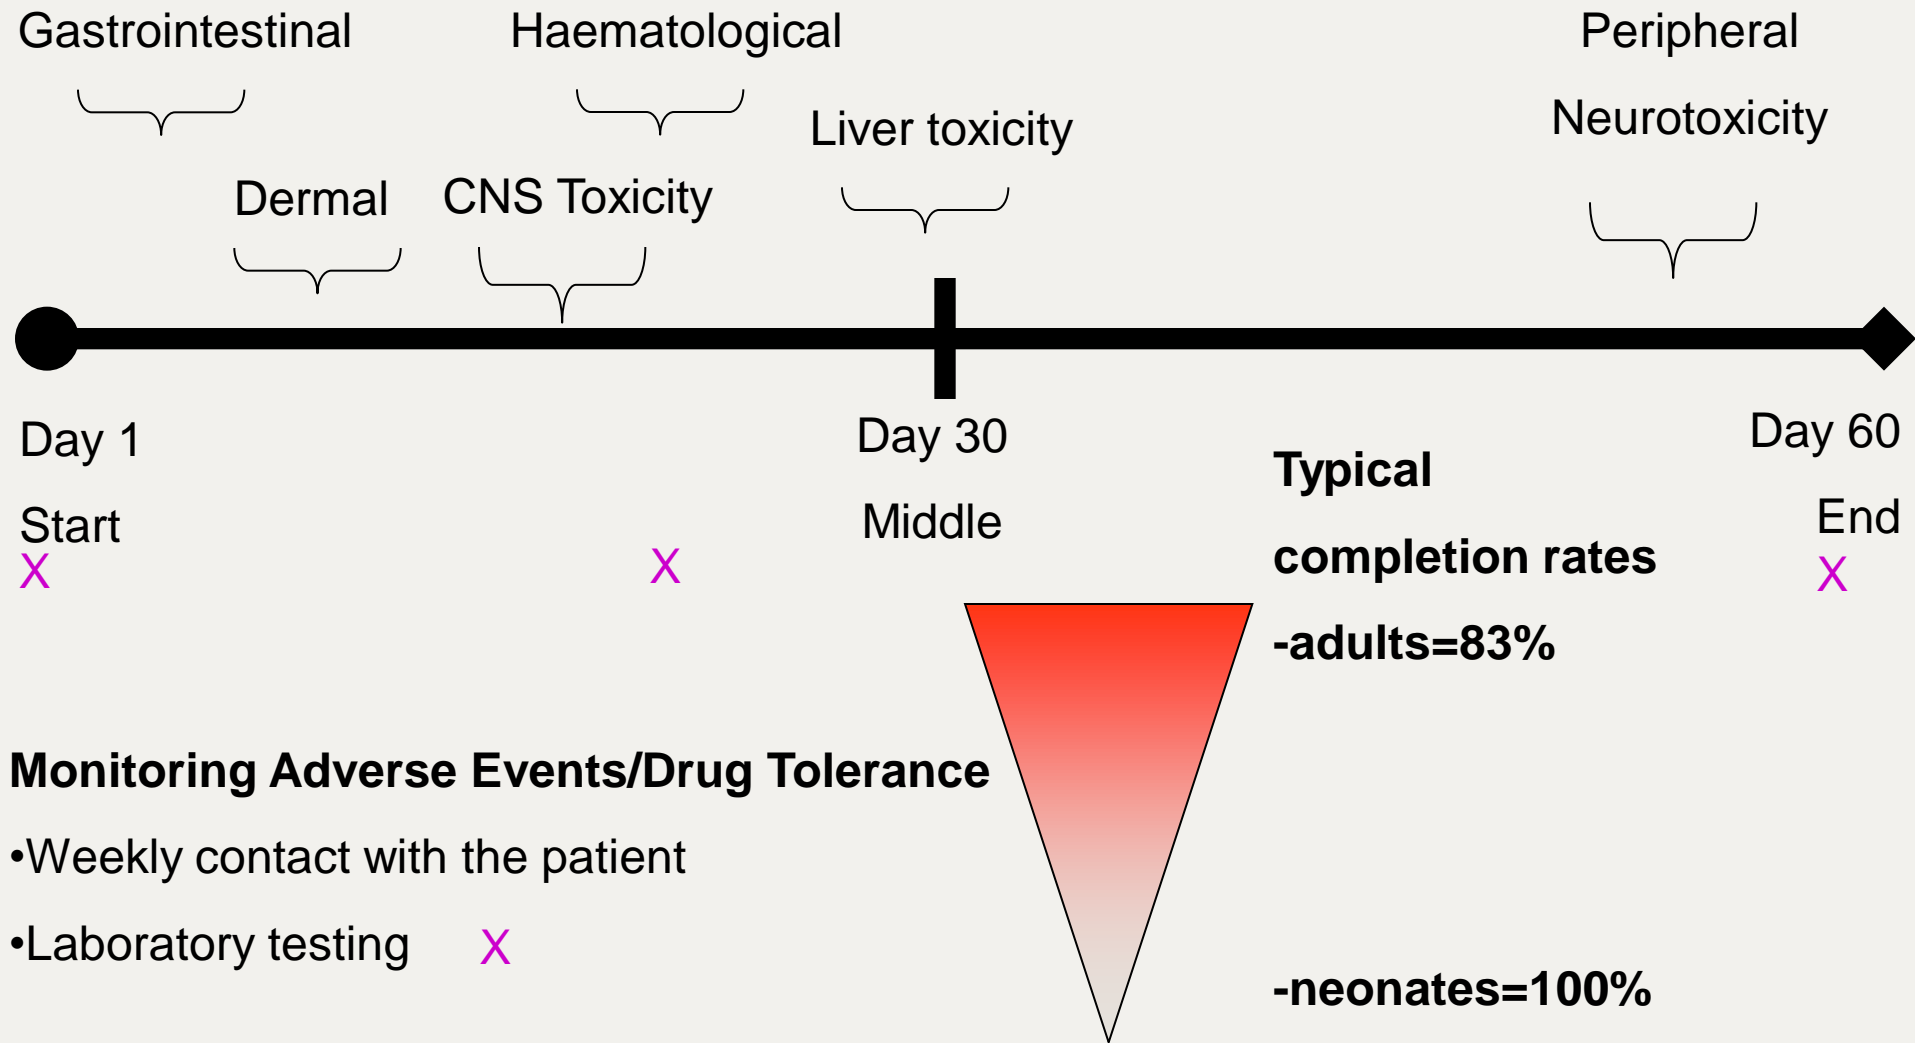 Gastrointestinal
Haematological
Peripheral
Neurotoxicity
Liver toxicity
Dermal
CNS Toxicity
Day 1
Start
X
X
Day 30
Middle
Day 60
End
X
Typical
completion rates
-adults=83%
-neonates=100%
Monitoring Adverse Events/Drug Tolerance
•Weekly contact with the patient
•Laboratory testing X